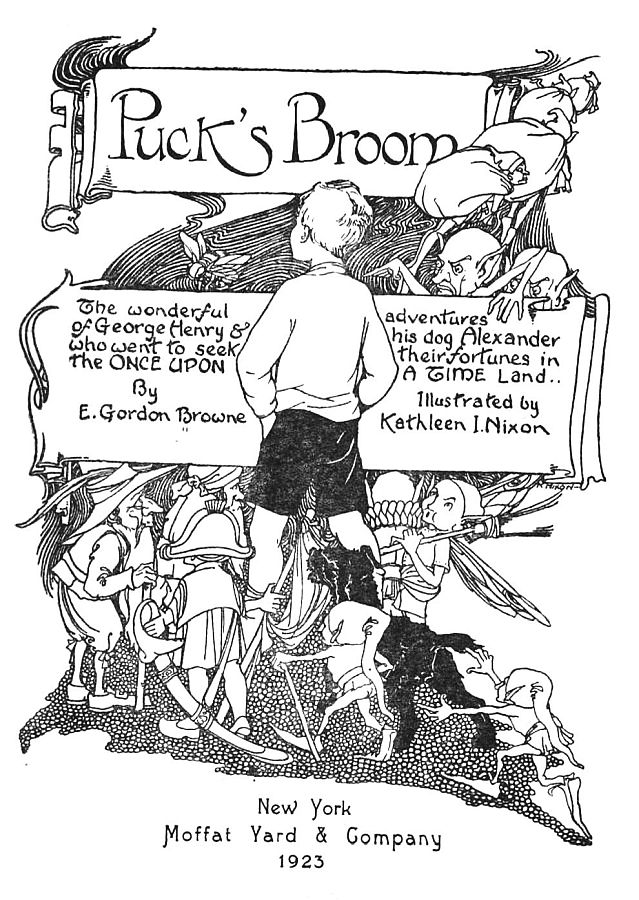 Puck's Broom
The wonderful adventures
of George Henry & his dog Alexander
who went to seek their fortunes in
the ONCE UPON A TIME Land..
By
E. Gordon Browne
Illustrated by
Kathleen I. Nixon
K. NIXON
New York
Moffat Yard & Company
1923